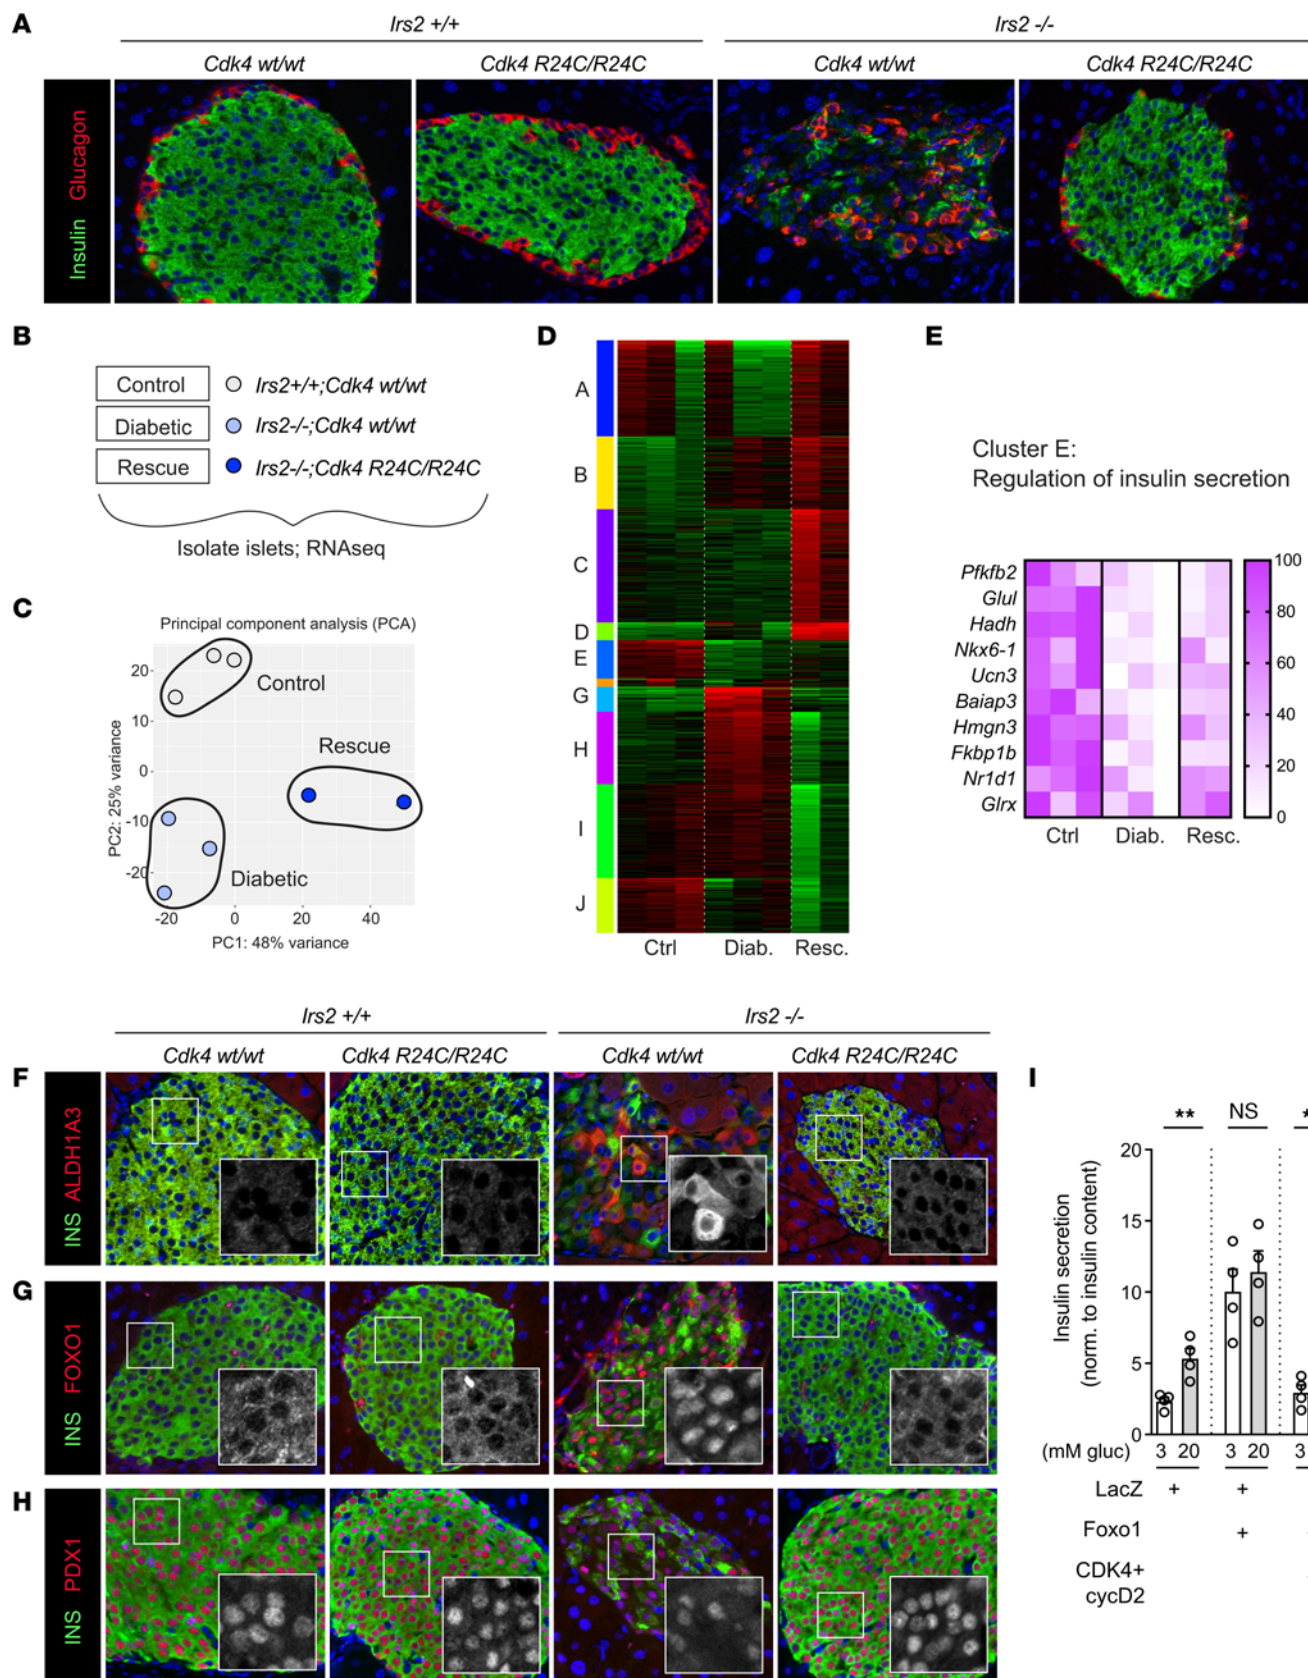 A
Irs2 +/+
Irs2 -/-
Cdk4 wt/wt
Cdk4 R24C/R24C
Cdk4 wt/wt
Cdk4 R24C/R24C
Insulin Glucagon
B
Control
Irs2+/+;Cdk4 wt/wt
Diabetic
Irs2-/-;Cdk4 wt/wt
Rescue
Irs2-/-;Cdk4 R24C/R24C
Isolate islets; RNAseq
C
Principal component analysis (PCA)
PC2: 25% variance
20
10
0
-10
-20
Control
Rescue
Diabetic
-20
0
20
40
PC1: 48% variance
D
A
B
C
D
E
G
H
I
J
Ctrl
Diab.
Resc.
E
Cluster E:
Regulation of insulin secretion
Pfkfb2
Glul
Hadh
Nkx6-1
Ucn3
Baiap3
Hmgn3
Fkbp1b
Nr1d1
Glrx
Ctrl
Diab.
Resc.
100
80
60
40
20
0
Irs2 +/+
Irs2 -/-
Cdk4 wt/wt
Cdk4 R24C/R24C
Cdk4 wt/wt
Cdk4 R24C/R24C
F
INS ALDH1A3
G
INS FOXO1
H
INS PDX1
I
**
NS
*
Insulin secretion
(norm. to insulin content)
20
15
10
5
0
(mM gluc)
3
20
3
20
3
LacZ
+
+
Foxo1
+
CDK4+
cycD2